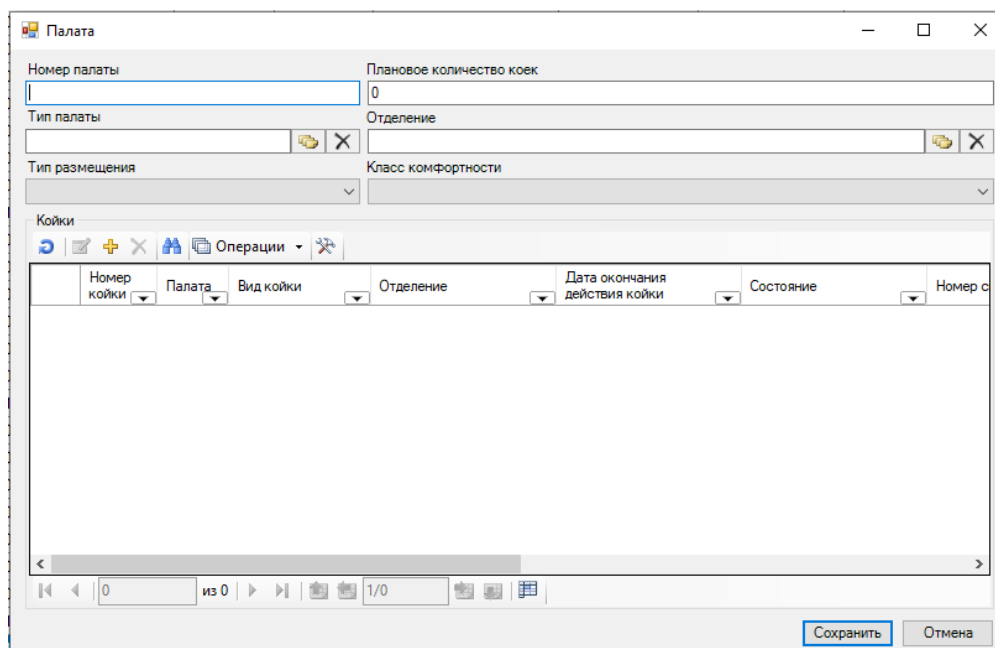 Палата
Номер палаты Плановое количество коек
0
Тип палаты Отделение
Тип размещения Класс комфортности
Койки
Операции
Номер койки Палата Вид койки Отделение Дата окончания действия койки Состояние Номер с
0 из 0 1/0
Сохранить Отмена